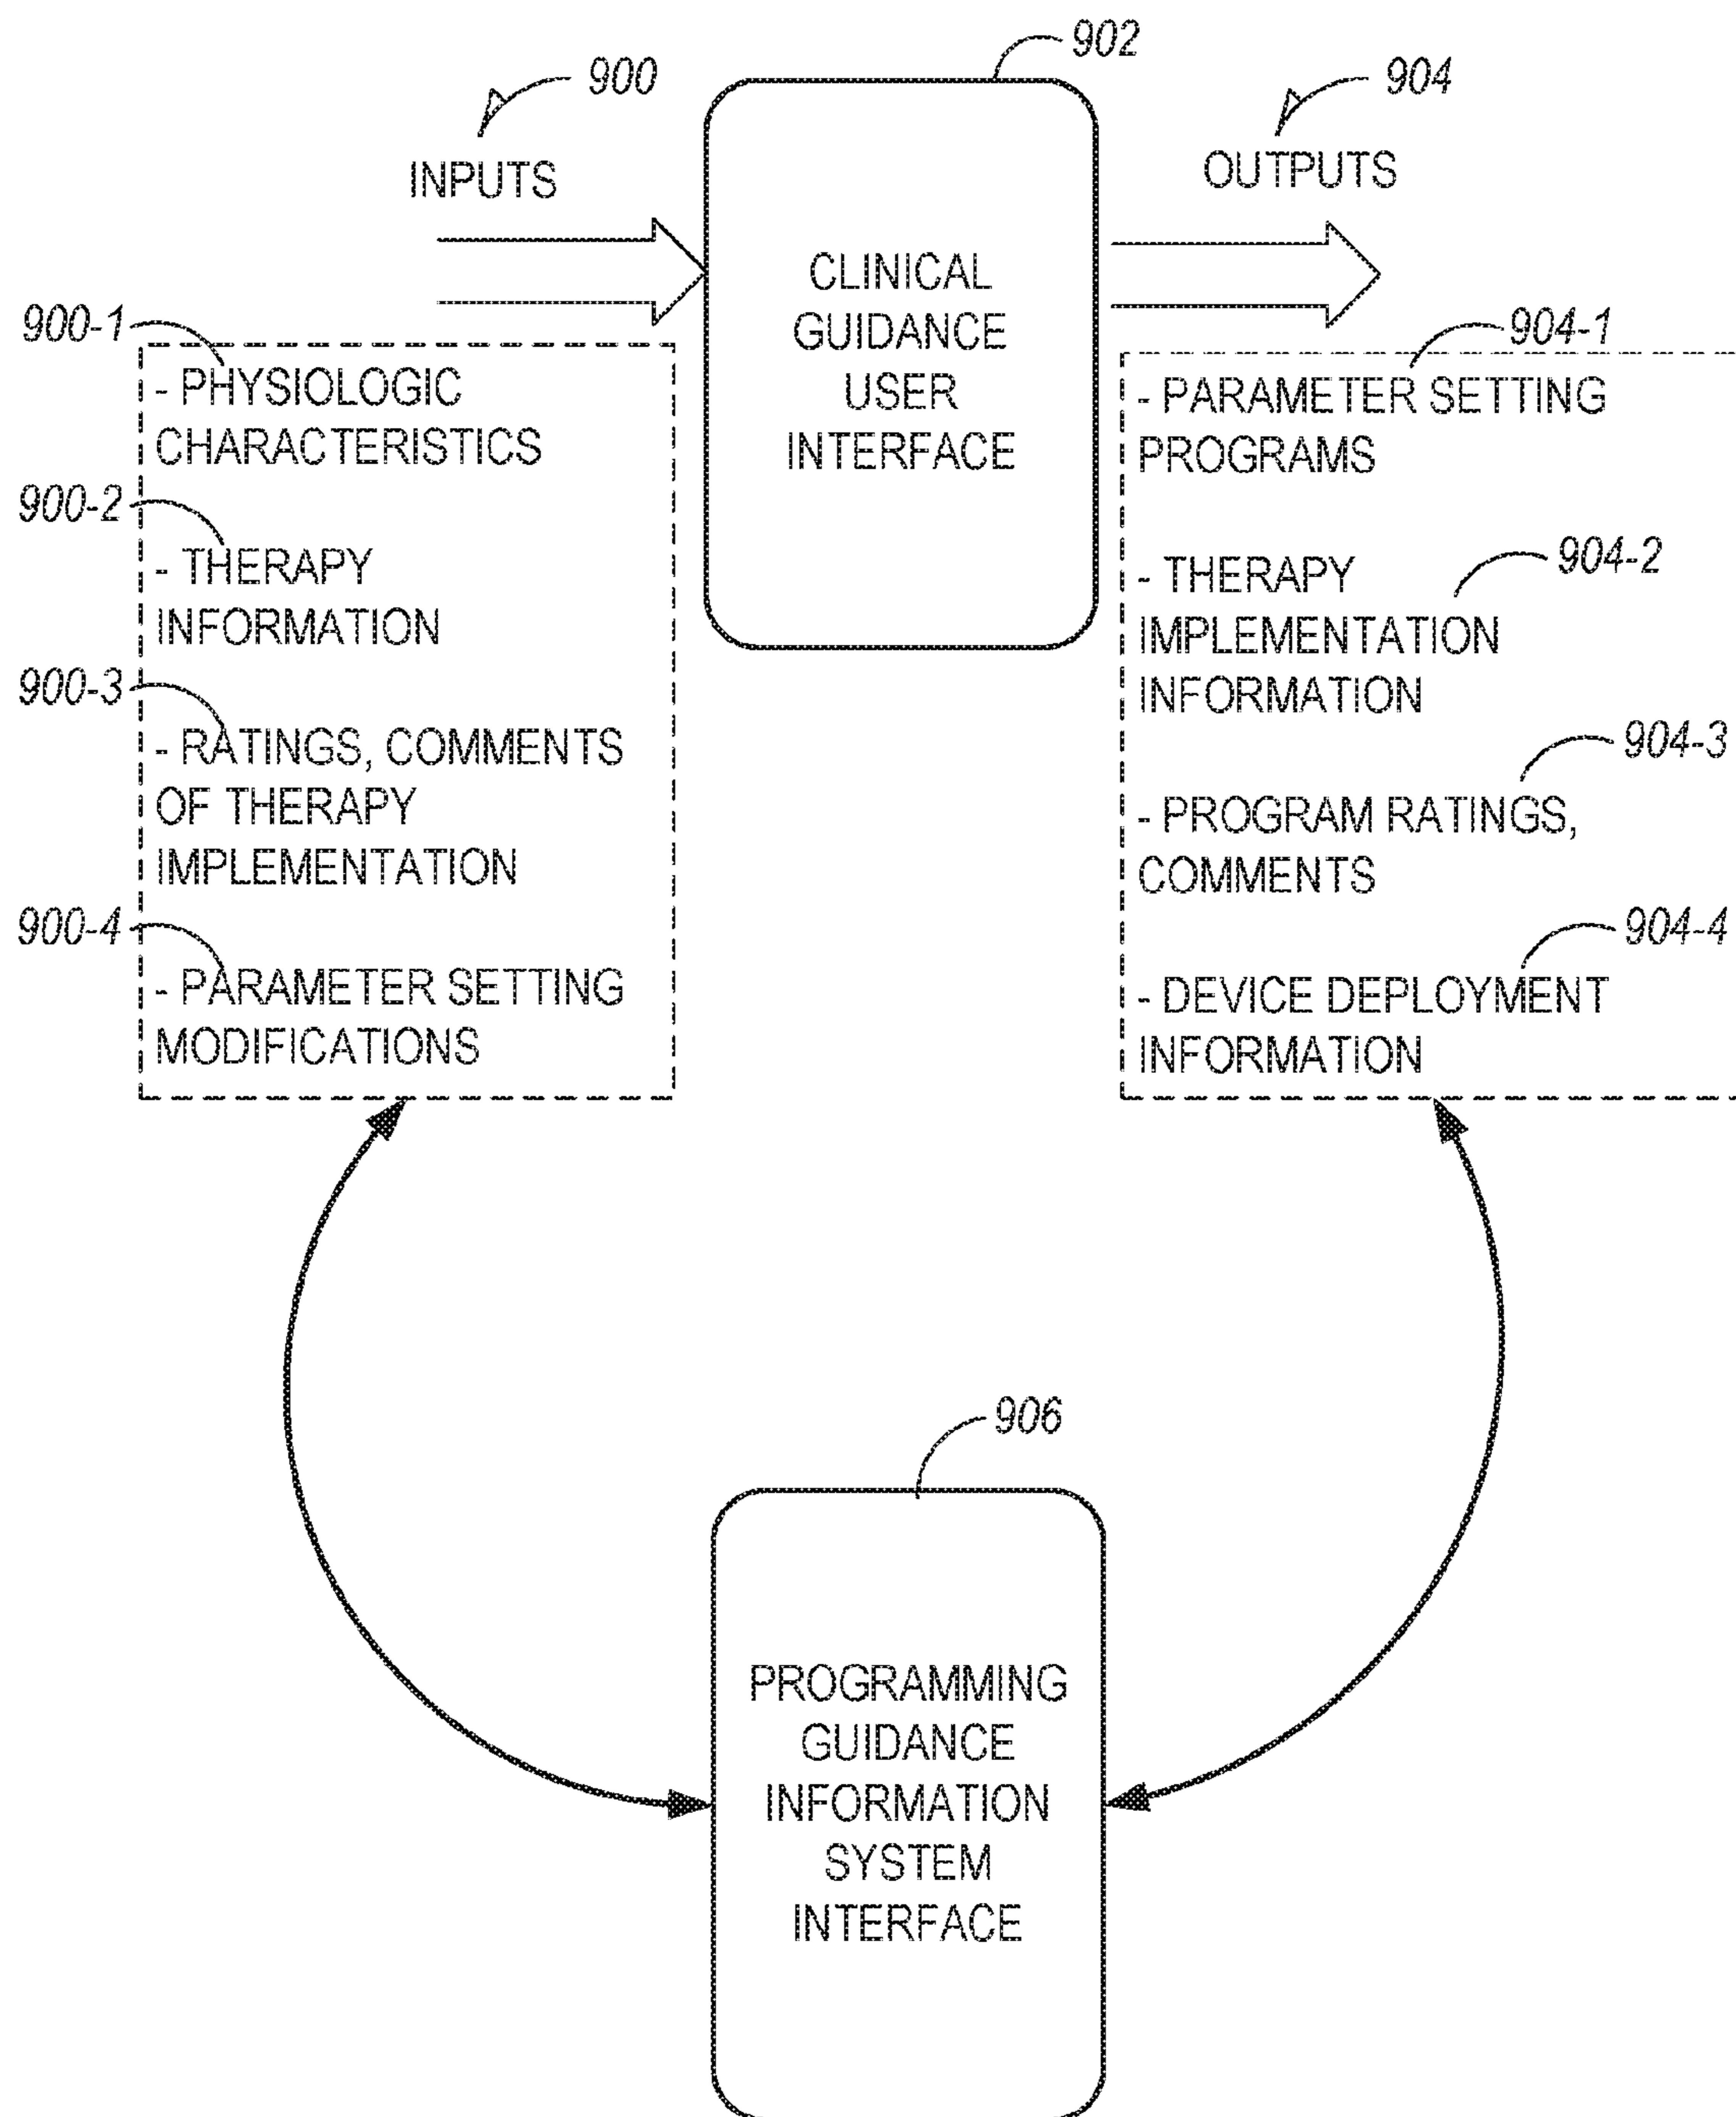 902
900
904
INPUTS
OUTPUTS
CLINICAL
GUIDANCE
USER
INTERFACE
900-1
- PHYSIOLOGIC
CHARACTERISTICS
900-2
- THERAPY
INFORMATION
900-3
- RATINGS, COMMENTS
OF THERAPY
IMPLEMENTATION
900-4
- PARAMETER SETTING
MODIFICATIONS
904-1
- PARAMETER SETTING
PROGRAMS
904-2
- THERAPY
IMPLEMENTATION
INFORMATION
904-3
- PROGRAM RATINGS,
COMMENTS
904-4
- DEVICE DEPLOYMENT
INFORMATION
906
PROGRAMMING
GUIDANCE
INFORMATION
SYSTEM
INTERFACE